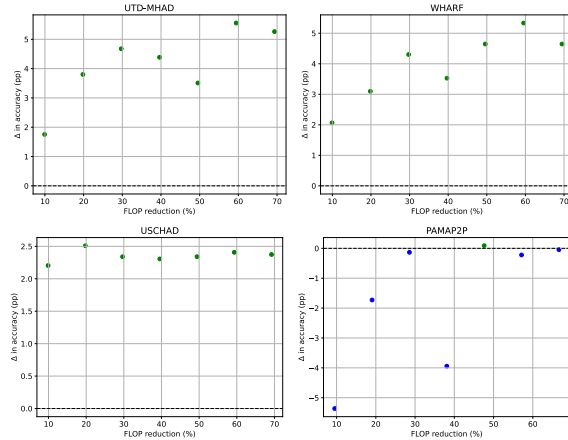 UTD-MHAD
Δ in accuracy (pp)
5
4
3
2
1
0
10 20 30 40 50 60 70
FLOP reduction (%)
WHARF
Δ in accuracy (pp)
5
4
3
2
1
0
10 20 30 40 50 60 70
FLOP reduction (%)
USCHAD
Δ in accuracy (pp)
2.5
2.0
1.5
1.0
0.5
0.0
10 20 30 40 50 60 70
FLOP reduction (%)
PAMAP2P
Δ in accuracy (pp)
0
−1
−2
−3
−4
−5
10 20 30 40 50 60
FLOP reduction (%)